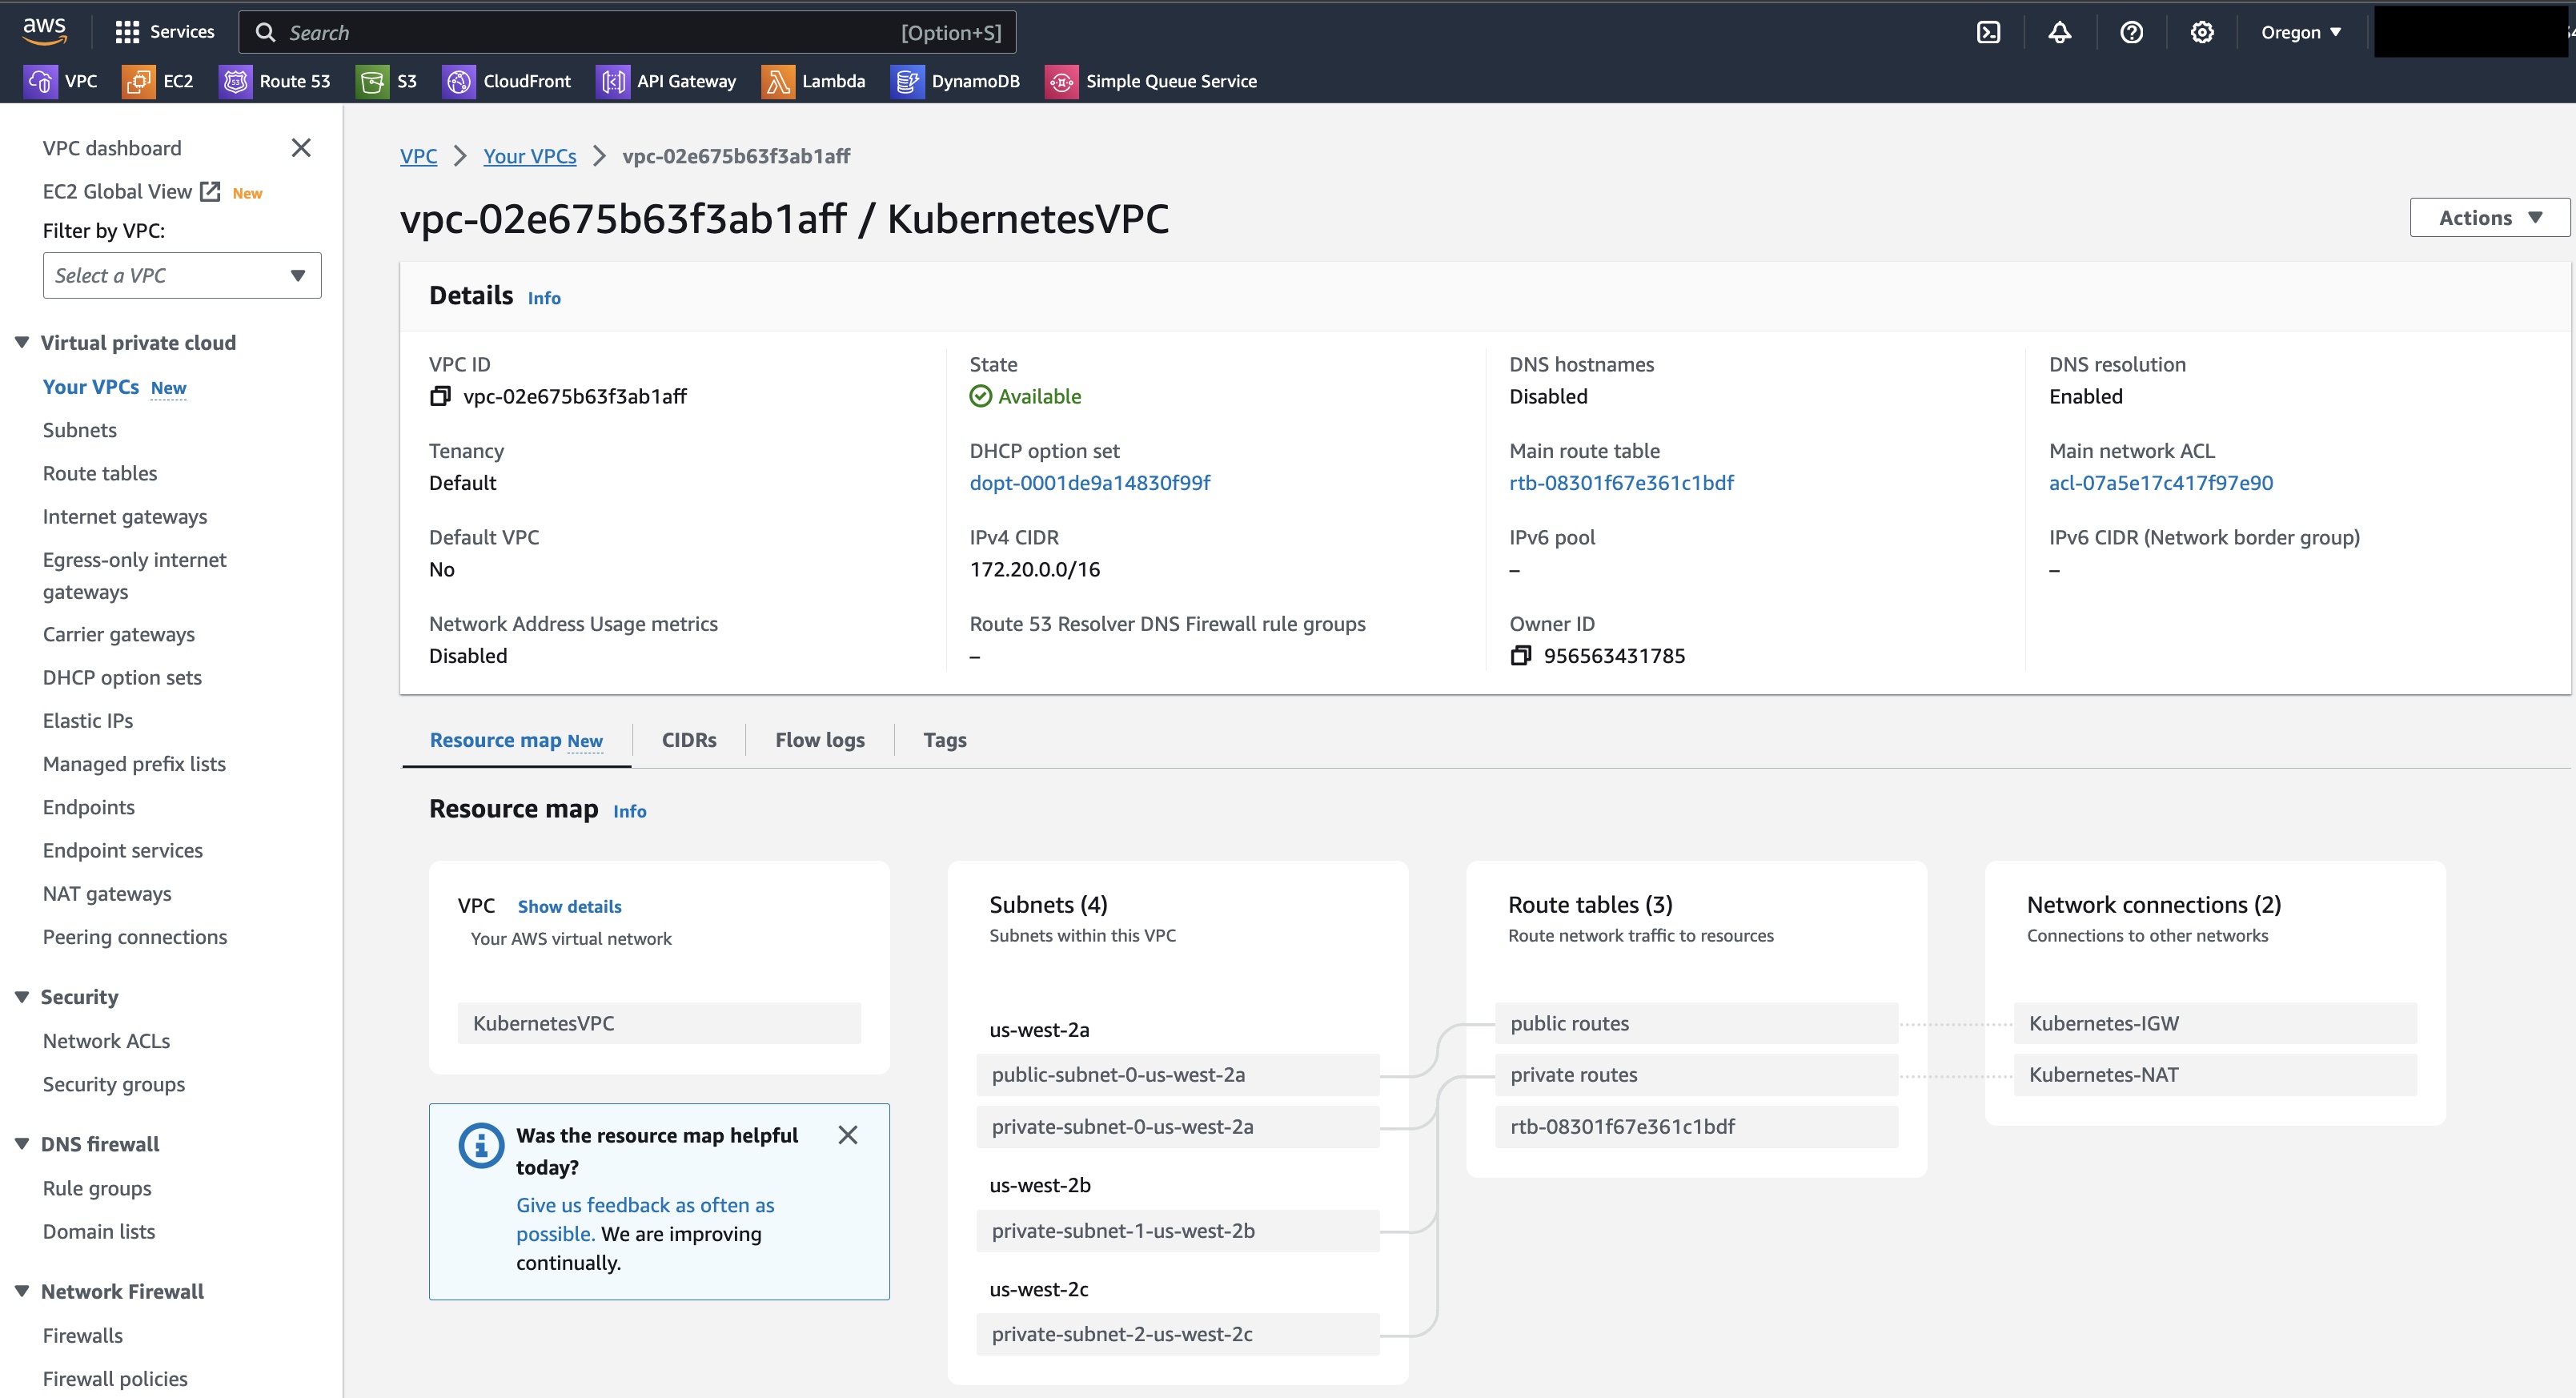 aws
Services
Search
[Option+S]
Oregon
VPC
EC2
Route 53
S3
CloudFront
API Gateway
Lambda
DynamoDB
Simple Queue Service
VPC dashboard
EC2 Global View New
Filter by VPC:
Select a VPC
Virtual private cloud
Your VPCs New
Subnets
Route tables
Internet gateways
Egress-only internet
gateways
Carrier gateways
DHCP option sets
Elastic IPs
Managed prefix lists
Endpoints
Endpoint services
NAT gateways
Peering connections
Security
Network ACLs
Security groups
DNS firewall
Rule groups
Domain lists
Network Firewall
Firewalls
Firewall policies
VPC > Your VPCs > vpc-02e675b63f3ab1aff
vpc-02e675b63f3ab1aff / KubernetesVPC
Actions
Details Info
VPC ID
vpc-02e675b63f3ab1aff
State
Available
DNS hostnames
Disabled
DNS resolution
Enabled
Tenancy
Default
DHCP option set
dopt-0001de9a14830f99f
Main route table
rtb-08301f67e361c1bdf
Main network ACL
acl-07a5e17c417f97e90
Default VPC
No
IPv4 CIDR
172.20.0.0/16
IPv6 pool
–
IPv6 CIDR (Network border group)
–
Network Address Usage metrics
Disabled
Route 53 Resolver DNS Firewall rule groups
–
Owner ID
956563431785
Resource map New
CIDRs
Flow logs
Tags
Resource map Info
VPC Show details
Your AWS virtual network
KubernetesVPC
Was the resource map helpful
today?
Give us feedback as often as
possible. We are improving
continually.
Subnets (4)
Subnets within this VPC
us-west-2a
public-subnet-0-us-west-2a
private-subnet-0-us-west-2a
us-west-2b
private-subnet-1-us-west-2b
us-west-2c
private-subnet-2-us-west-2c
Route tables (3)
Route network traffic to resources
public routes
private routes
rtb-08301f67e361c1bdf
Network connections (2)
Connections to other networks
Kubernetes-IGW
Kubernetes-NAT